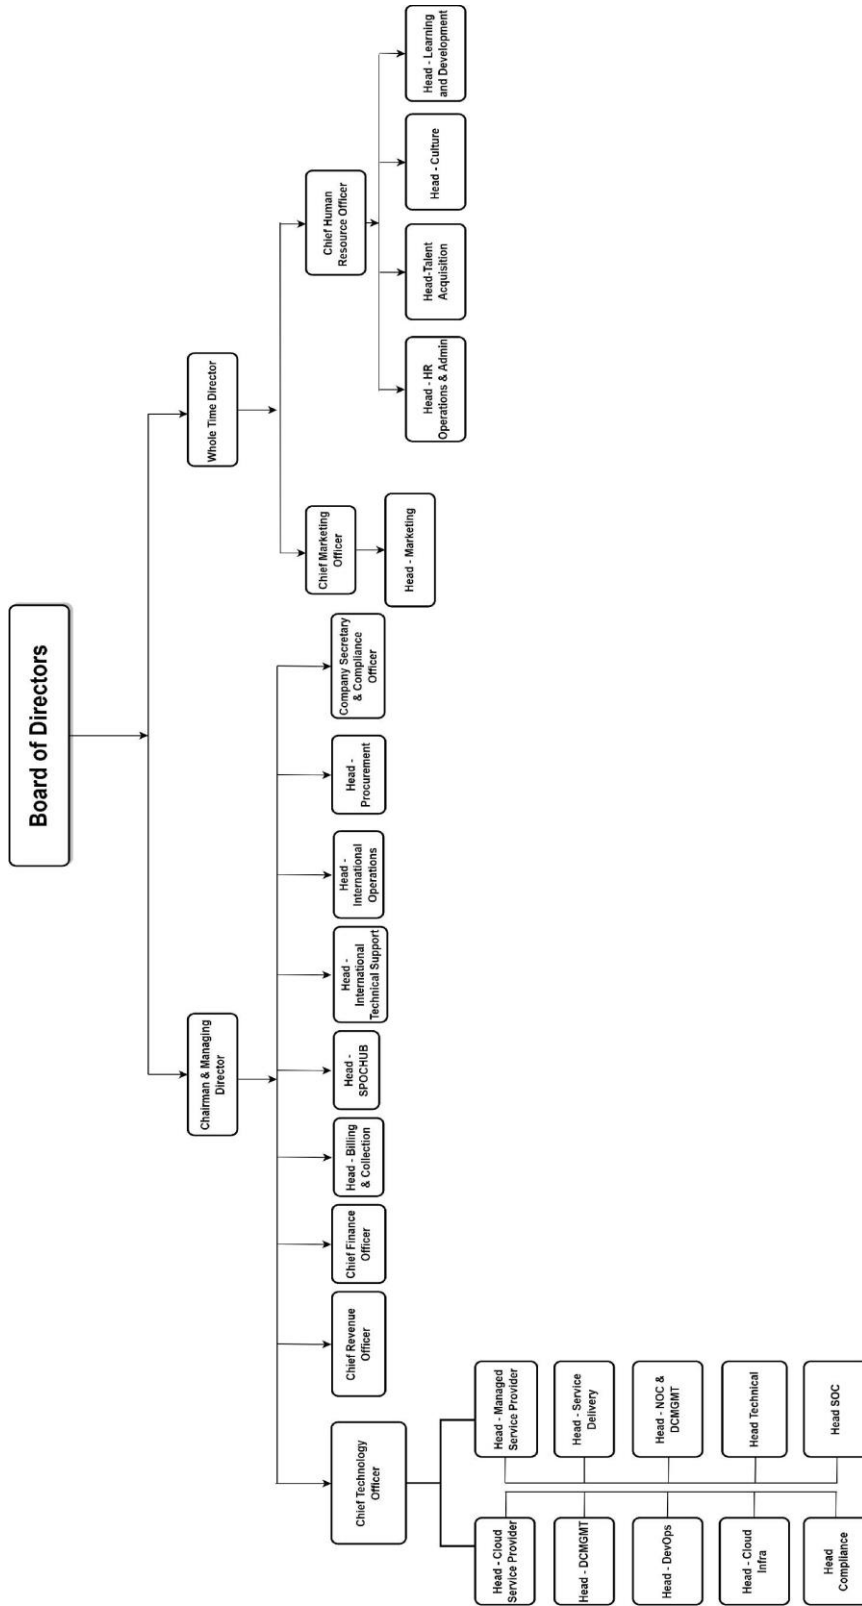 Board of Directors
Chairman & Managing
Director
Whole Time Director
Chief Technology
Officer
Chief Revenue
Officer
Chief Finance
Officer
Head - Billing
& Collection
Head -
SPOCHUB
Head -
International
Technical Support
Head -
International
Operations
Head -
Procurement
Company Secretary
& Compliance
Officer
Chief Marketing
Officer
Chief Human
Resource Officer
Head - Marketing
Head - HR
Operations & Admin
Head-Talent
Acquisition
Head - Culture
Head - Learning
and Development
Head - Cloud
Service Provider
Head - Managed
Service Provider
Head - DCMGMT
Head - Service
Delivery
Head - DevOps
Head - NOC &
DCMGMT
Head - Cloud
Infra
Head Technical
Head
Compliance
Head SOC